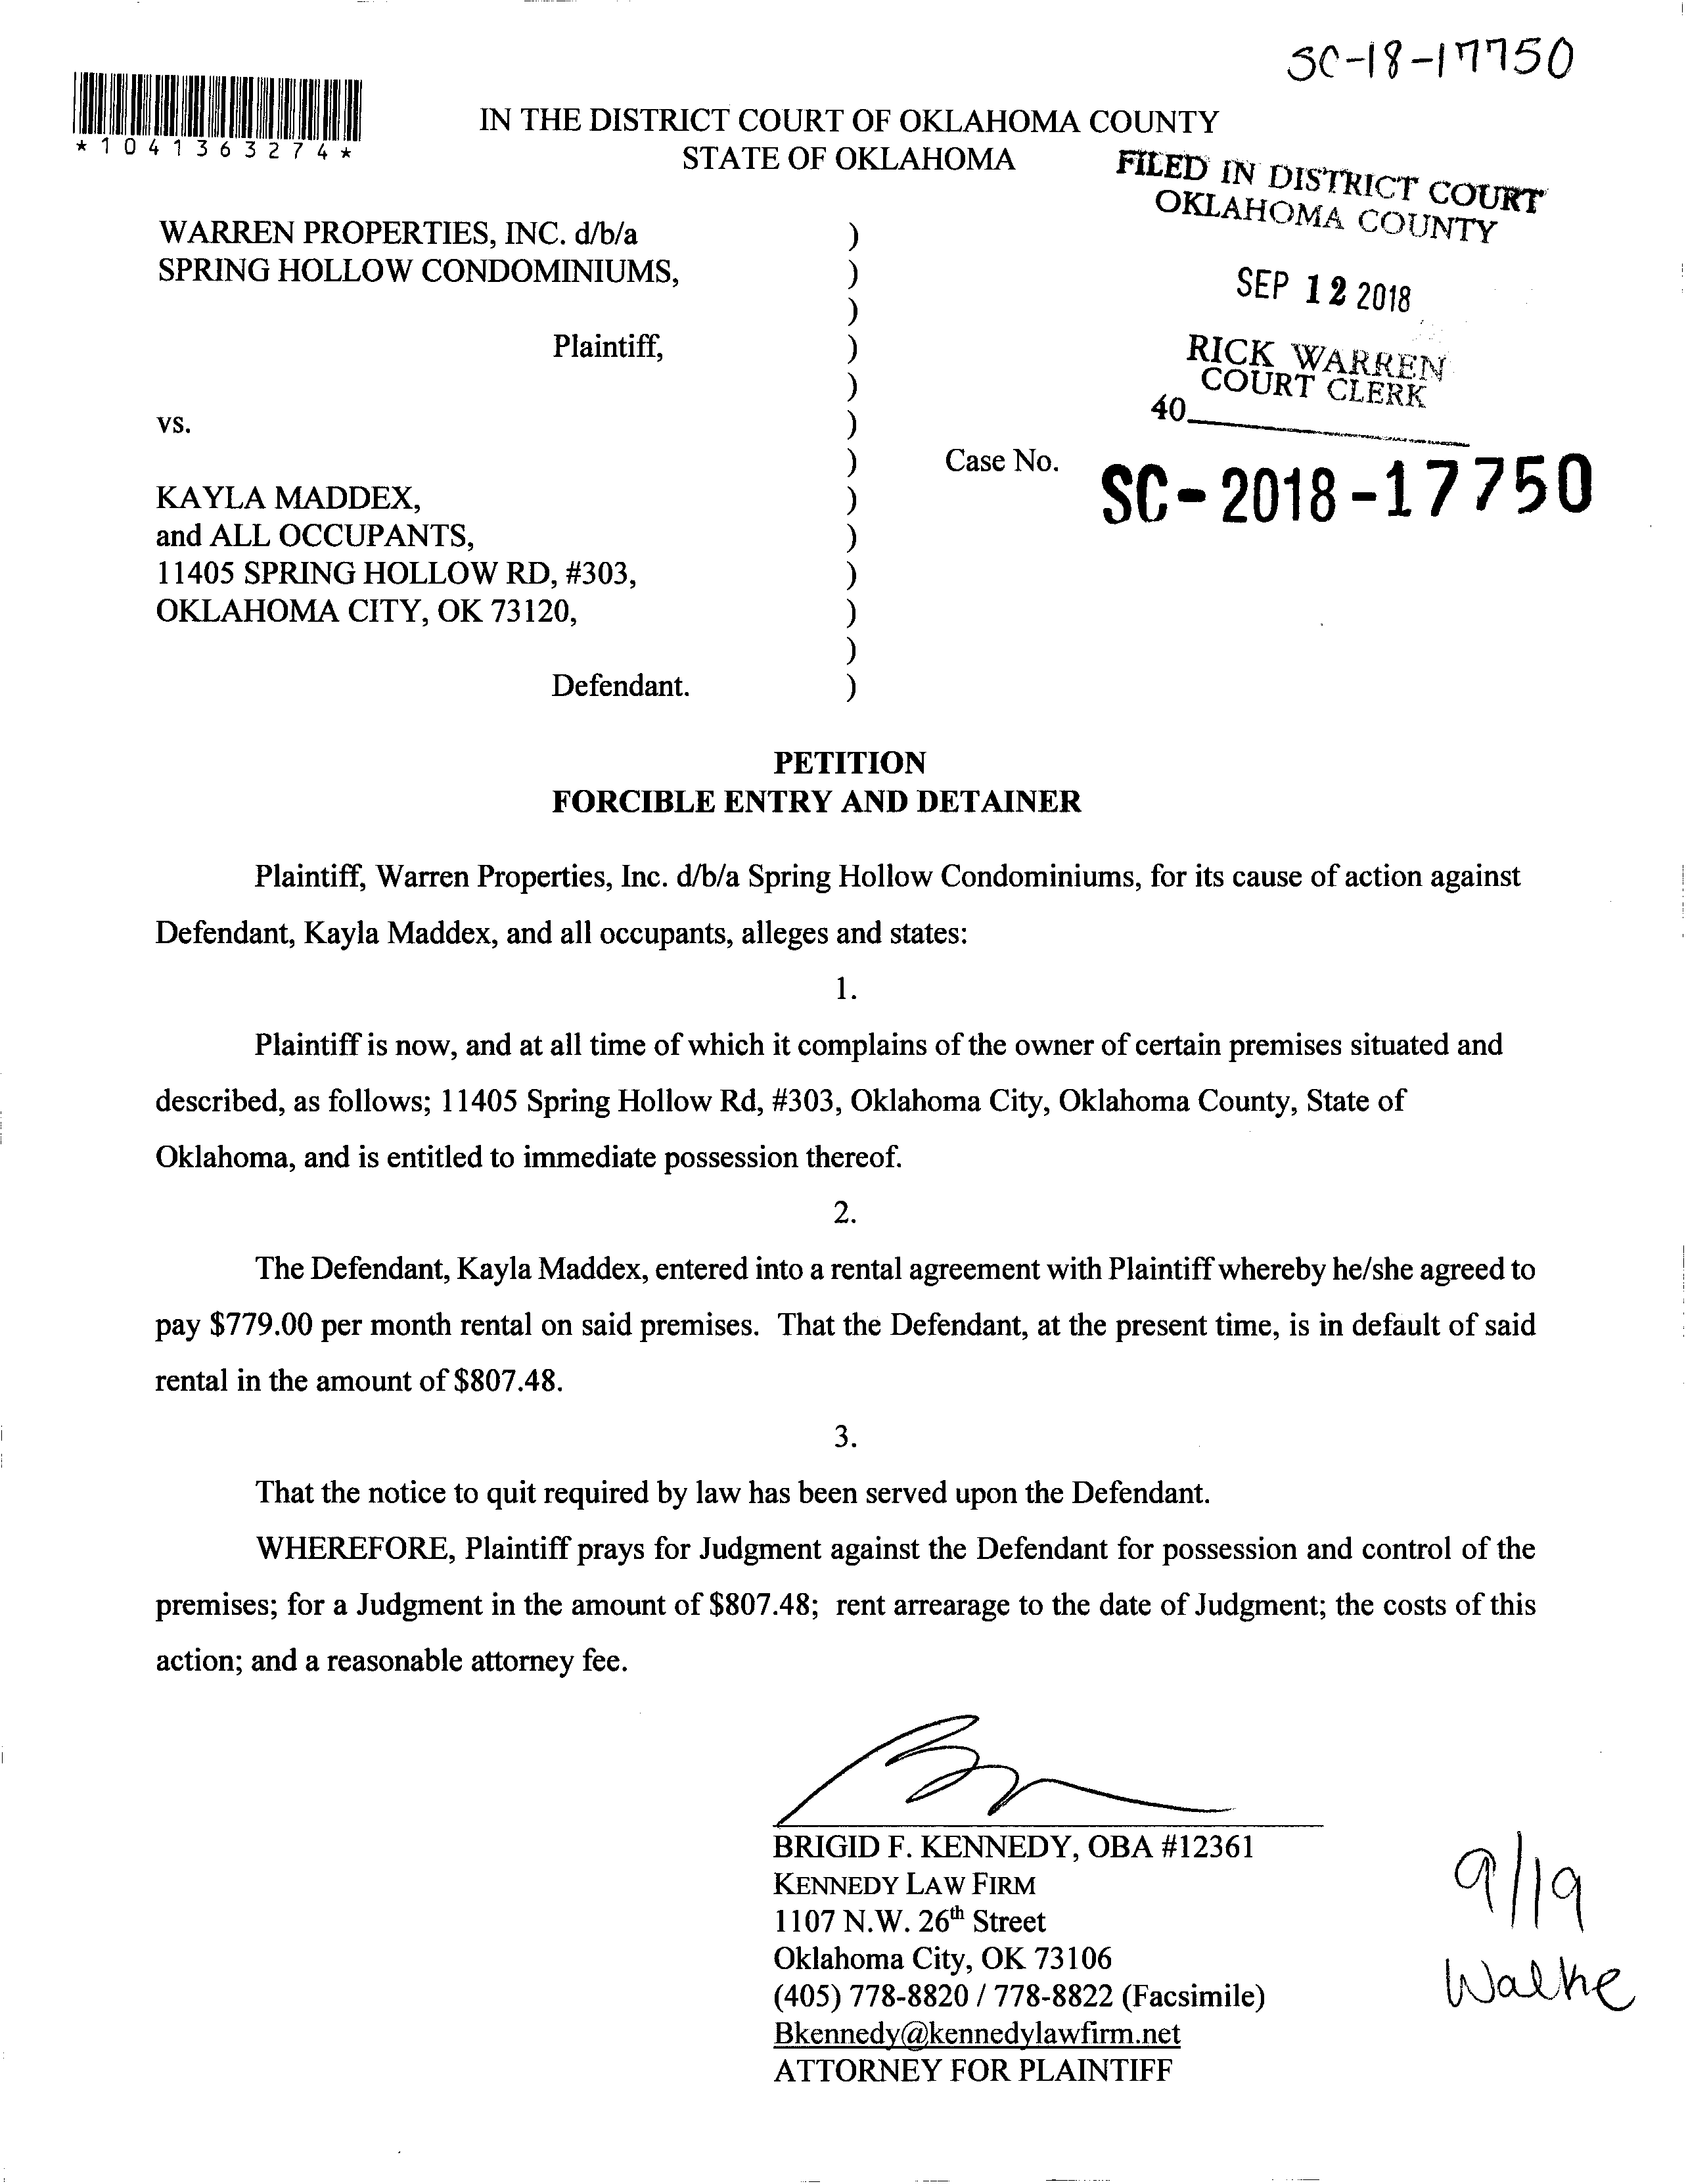 SC-18-17750
*1041363274*
IN THE DISTRICT COURT OF OKLAHOMA COUNTY
STATE OF OKLAHOMA
FILED IN DISTRICT COURT
OKLAHOMA COUNTY
WARREN PROPERTIES, INC. d/b/a )
SPRING HOLLOW CONDOMINIUMS, )
)
SEP 12 2018
Plaintiff, )
)
RICK WARREN
COURT CLERK
40
vs. )
) Case No. SC-2018-17750
KAYLA MADDEX, )
and ALL OCCUPANTS, )
11405 SPRING HOLLOW RD, #303, )
OKLAHOMA CITY, OK 73120, )
)
Defendant. )
PETITION
FORCIBLE ENTRY AND DETAINER
Plaintiff, Warren Properties, Inc. d/b/a Spring Hollow Condominiums, for its cause of action against
Defendant, Kayla Maddex, and all occupants, alleges and states:
1.
Plaintiff is now, and at all time of which it complains of the owner of certain premises situated and
described, as follows; 11405 Spring Hollow Rd, #303, Oklahoma City, Oklahoma County, State of
Oklahoma, and is entitled to immediate possession thereof.
2.
The Defendant, Kayla Maddex, entered into a rental agreement with Plaintiff whereby he/she agreed to
pay $779.00 per month rental on said premises. That the Defendant, at the present time, is in default of said
rental in the amount of $807.48.
3.
That the notice to quit required by law has been served upon the Defendant.
WHEREFORE, Plaintiff prays for Judgment against the Defendant for possession and control of the
premises; for a Judgment in the amount of $807.48; rent arrearage to the date of Judgment; the costs of this
action; and a reasonable attorney fee.
BRIGID F. KENNEDY, OBA #12361
KENNEDY LAW FIRM
1107 N.W. 26th Street
Oklahoma City, OK 73106
(405) 778-8820 / 778-8822 (Facsimile)
Bkennedy@kennedylawfirm.net
ATTORNEY FOR PLAINTIFF
9/19
Walke